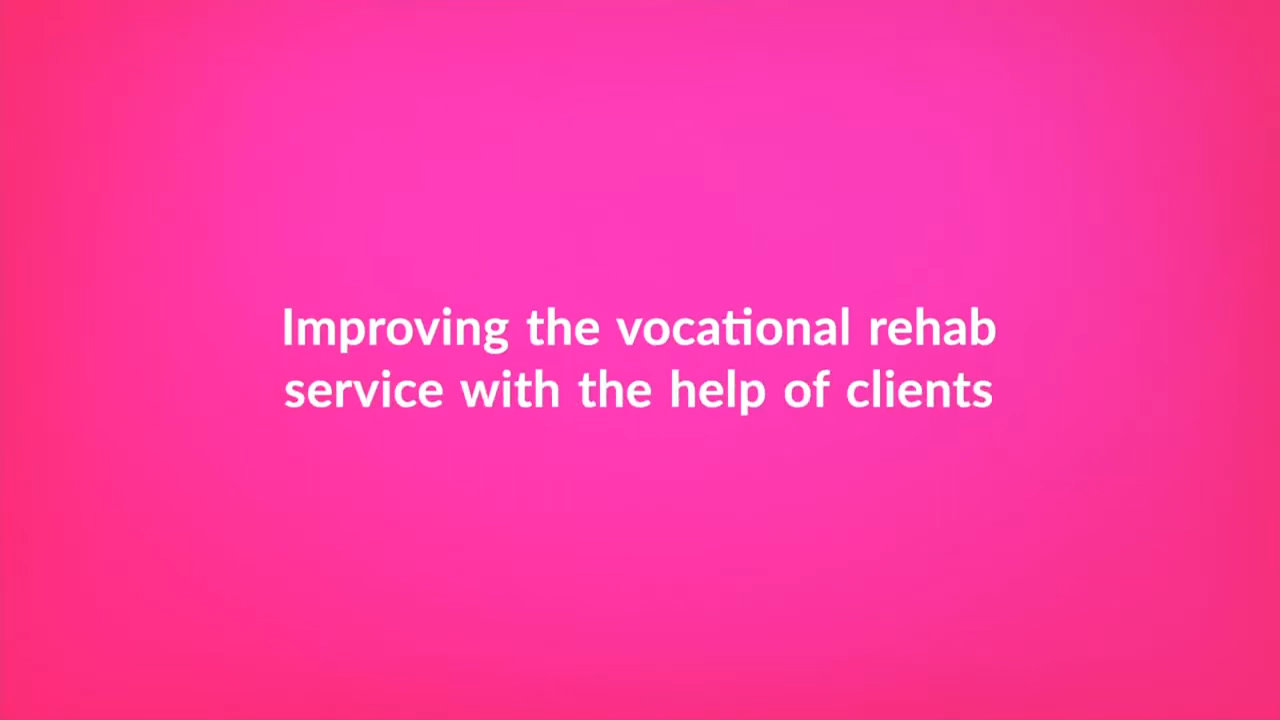 Improving the vocational rehab
service with the help of clients